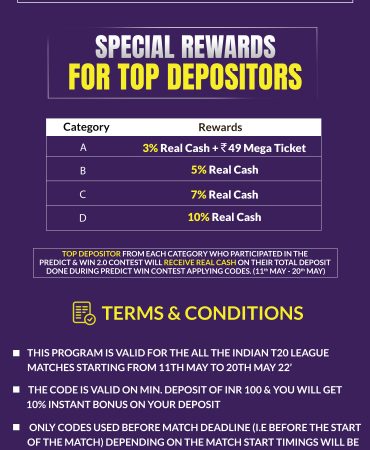 SPECIAL REWARDS
FOR TOP DEPOSITORS
Category Rewards
A 3% Real Cash + ₹49 Mega Ticket
B 5% Real Cash
C 7% Real Cash
D 10% Real Cash
TOP DEPOSITOR FROM EACH CATEGORY WHO PARTICIPATED IN THE
PREDICT & WIN 2.0 CONTEST WILL RECEIVE REAL CASH ON THEIR TOTAL DEPOSIT
DONE DURING PREDICT WIN CONTEST APPLYING CODES. (11th MAY - 20th MAY)
TERMS & CONDITIONS
THIS PROGRAM IS VALID FOR THE ALL THE INDIAN T20 LEAGUE
MATCHES STARTING FROM 11TH MAY TO 20TH MAY 22'
THE CODE IS VALID ON MIN. DEPOSIT OF INR 100 & YOU WILL GET
10% INSTANT BONUS ON YOUR DEPOSIT
ONLY CODES USED BEFORE MATCH DEADLINE (I.E BEFORE THE START
OF THE MATCH) DEPENDING ON THE MATCH START TIMINGS WILL BE